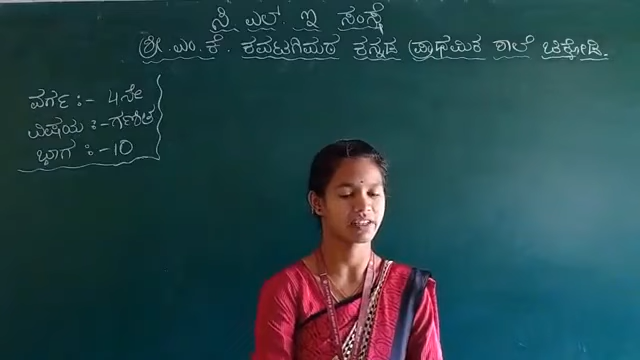 ಸಿ ಎಲ್. ಇ ಸಂಸ್ಥೆ
ಶ್ರೀ. ಎಂ. ಕೆ. ಕವಟಗಿಮಠ ಕನ್ನಡ ಪ್ರಾಥಮಿಕ ಶಾಲೆ ಚಿಕ್ಕೋಡಿ.
ವರ್ಗ :- 4ನೇ
ವಿಷಯ :- ಗಣಿತ
ಭಾಗ :- 10